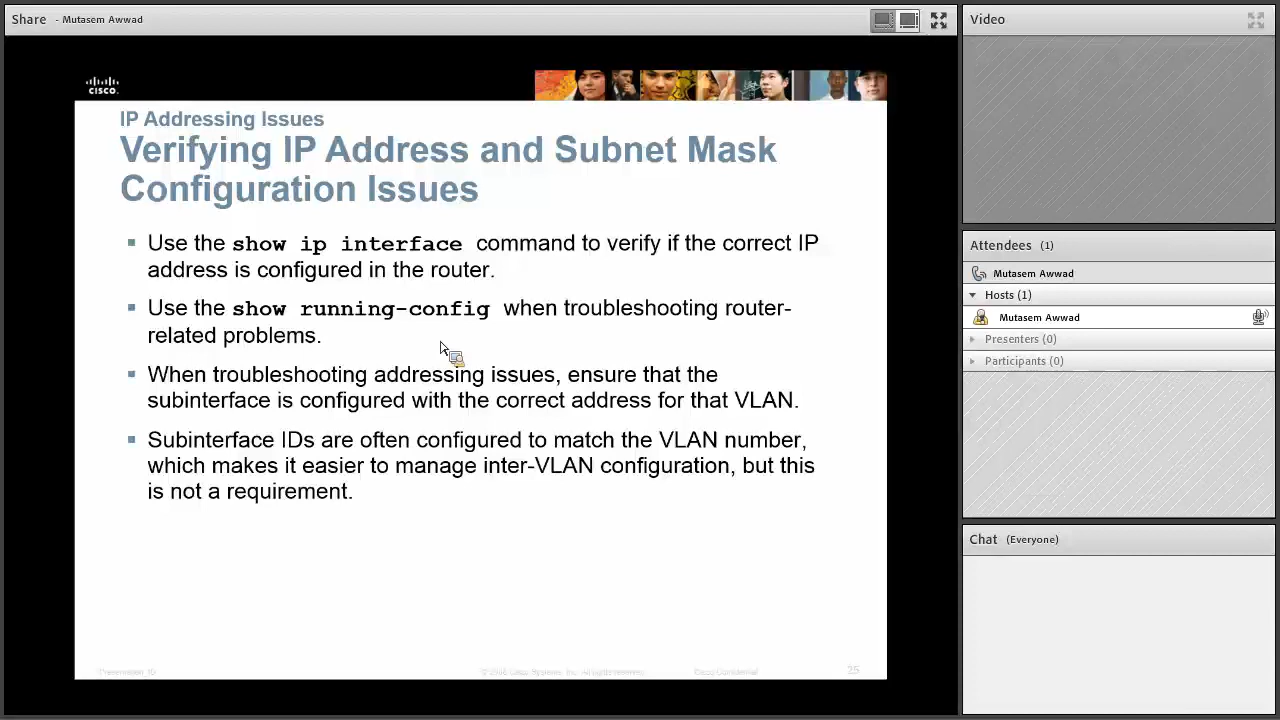 Share - Mutasem Awwad
CISCO.
IP Addressing Issues
Verifying IP Address and Subnet Mask
Configuration Issues
▪ Use the show ip interface command to verify if the correct IP
address is configured in the router.
▪ Use the show running-config when troubleshooting router-
related problems.
▪ When troubleshooting addressing issues, ensure that the
subinterface is configured with the correct address for that VLAN.
▪ Subinterface IDs are often configured to match the VLAN number,
which makes it easier to manage inter-VLAN configuration, but this
is not a requirement.
Presentation_ID
Cisco Confidential
25
Video
Attendees (1)
Mutasem Awwad
Hosts (1)
Mutasem Awwad
Presenters (0)
Participants (0)
Chat (Everyone)